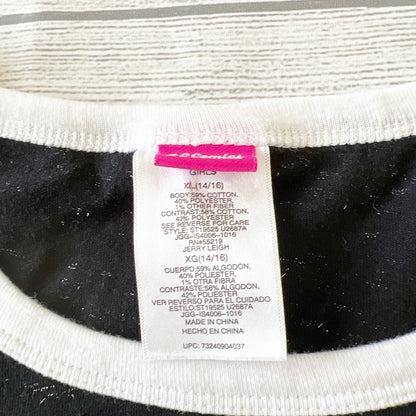 DC Comics
GIRLS
XL(14/16)
BODY:59% COTTON,
40% POLYESTER,
1% OTHER FIBER
CONTRAST:58% COTTON,
42% POLYESTER
SEE REVERSE FOR CARE
STYLE: ST19525 U2687A
JGG-IS4006-1016
RN#55219
JERRY LEIGH
XG(14/16)
CUERPO:59% ALGODON,
40% POLIESTER,
1% OTRA FIBRA
CONTRASTE:58% ALGODON,
42% POLIESTER
VER REVERSO PARA EL CUIDADO
ESTILO:ST19525 U2687A
JGG-IS4006-1016
MADE IN CHINA
HECHO EN CHINA
UPC: 73240904037